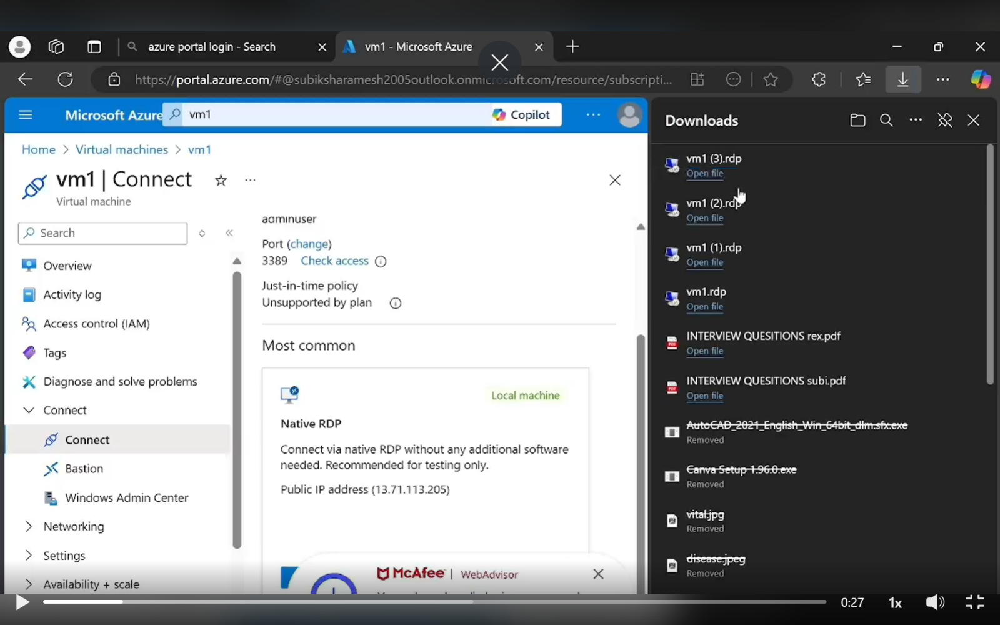 azure portal login - Search
vm1 - Microsoft Azure
https://portal.azure.com/#@subiksharamesh2005outlook.onmicrosoft.com/resource/subscripti...
Microsoft Azure
vm1
Copilot
Home > Virtual machines > vm1
vm1 | Connect
Virtual machine
Search
Overview
Activity log
Access control (IAM)
Tags
Diagnose and solve problems
Connect
Connect
Bastion
Windows Admin Center
Networking
Settings
Availability + scale
adminuser
Port (change)
3389 Check access
Just-in-time policy
Unsupported by plan
Most common
Local machine
Native RDP
Connect via native RDP without any additional software
needed. Recommended for testing only.
Public IP address (13.71.113.205)
McAfee | WebAdvisor
Downloads
vm1 (3).rdp
Open file
vm1 (2).rdp
Open file
vm1 (1).rdp
Open file
vm1.rdp
Open file
INTERVIEW QUESITIONS rex.pdf
Open file
INTERVIEW QUESITIONS subi.pdf
Open file
AutoCAD_2021_English_Win_64bit_dlm.sfx.exe
Removed
Canva Setup 1.96.0.exe
Removed
vital.jpg
Removed
disease.jpeg
Removed
0:27
1x